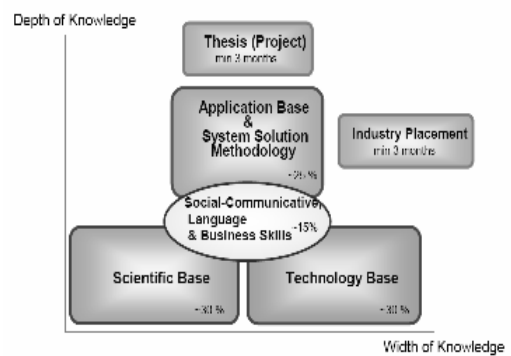 Depth of Knowledge
Thesis (Project)
min 3 months
Application Base
&
System Solution
Methodology
~25 %
Industry Placement
min 3 months
Social-Communicative,
Language
& Business Skills ~15%
Scientific Base
~30 %
Technology Base
~30 %
Width of Knowledge